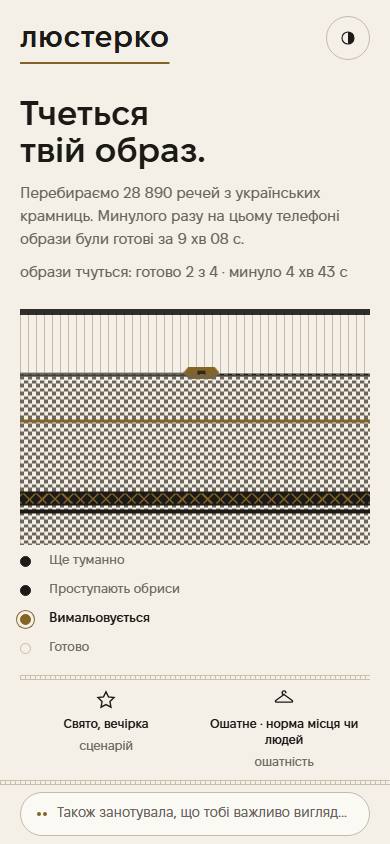 люстерко
Тчеться
твій образ.
Перебираємо 28 890 речей з українських
крамниць. Минулого разу на цьому телефоні
образи були готові за 9 хв 08 с.
образи тчуться: готово 2 з 4 · минуло 4 хв 43 с
Ще туманно
Проступають обриси
Вимальовується
Готово
Свято, вечірка
сценарій
Ошатне · норма місця чи
людей
ошатність
Також занотувала, що тобі важливо вигляд...